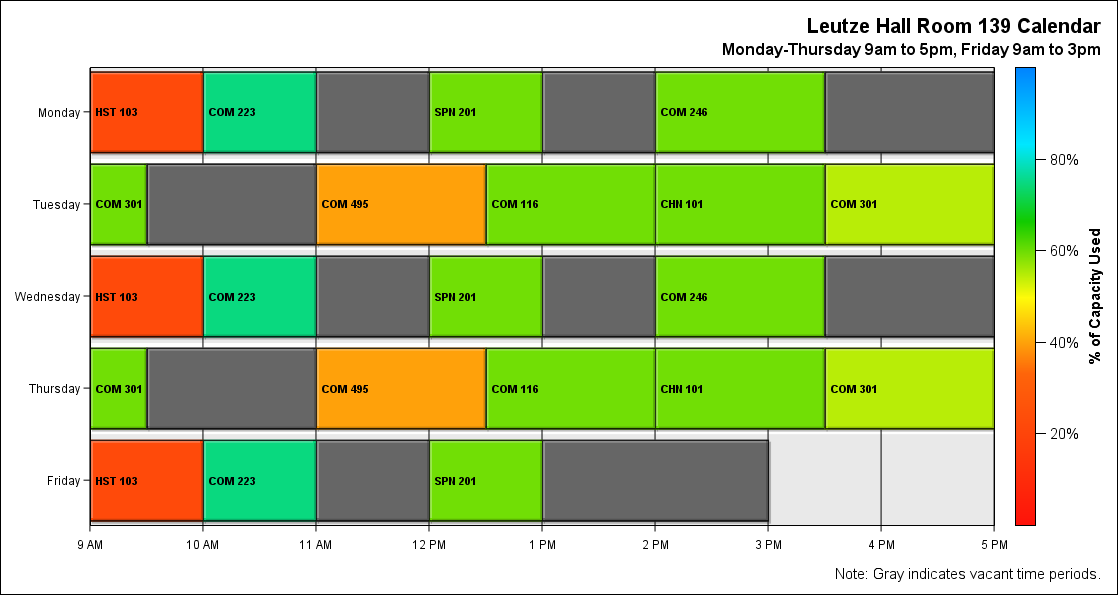 Leutze Hall Room 139 Calendar
Monday-Thursday 9am to 5pm, Friday 9am to 3pm
Monday
HST 103
COM 223
SPN 201
COM 246
Tuesday
COM 301
COM 495
COM 116
CHN 101
COM 301
Wednesday
HST 103
COM 223
SPN 201
COM 246
Thursday
COM 301
COM 495
COM 116
CHN 101
COM 301
Friday
HST 103
COM 223
SPN 201
9 AM
10 AM
11 AM
12 PM
1 PM
2 PM
3 PM
4 PM
5 PM
80%
60%
40%
20%
% of Capacity Used
Note: Gray indicates vacant time periods.